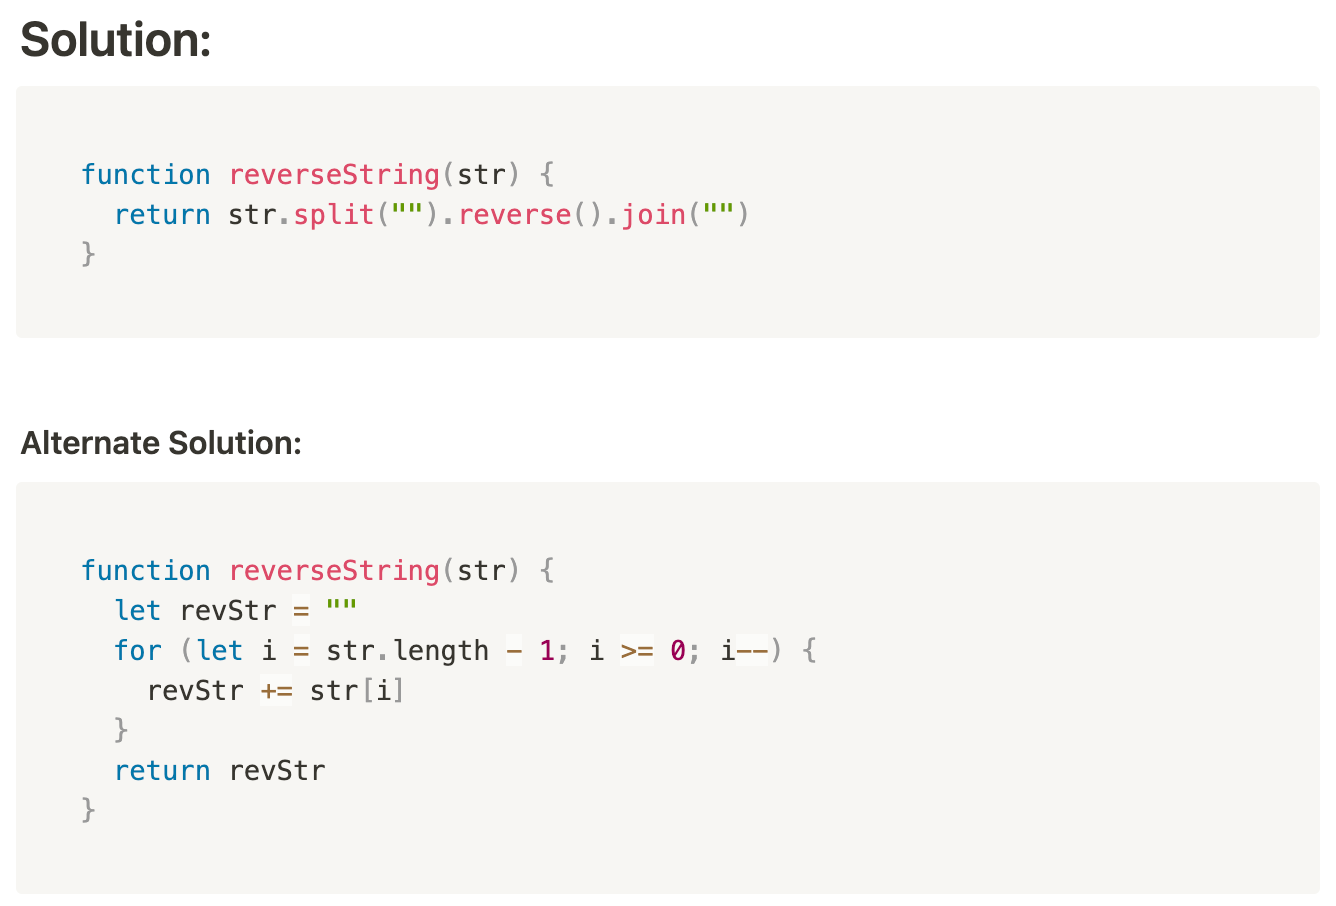 Solution:
function reverseString(str) {
  return str.split("").reverse().join("")
}
Alternate Solution:
function reverseString(str) {
  let revStr = ""
  for (let i = str.length - 1; i >= 0; i--) {
    revStr += str[i]
  }
  return revStr
}